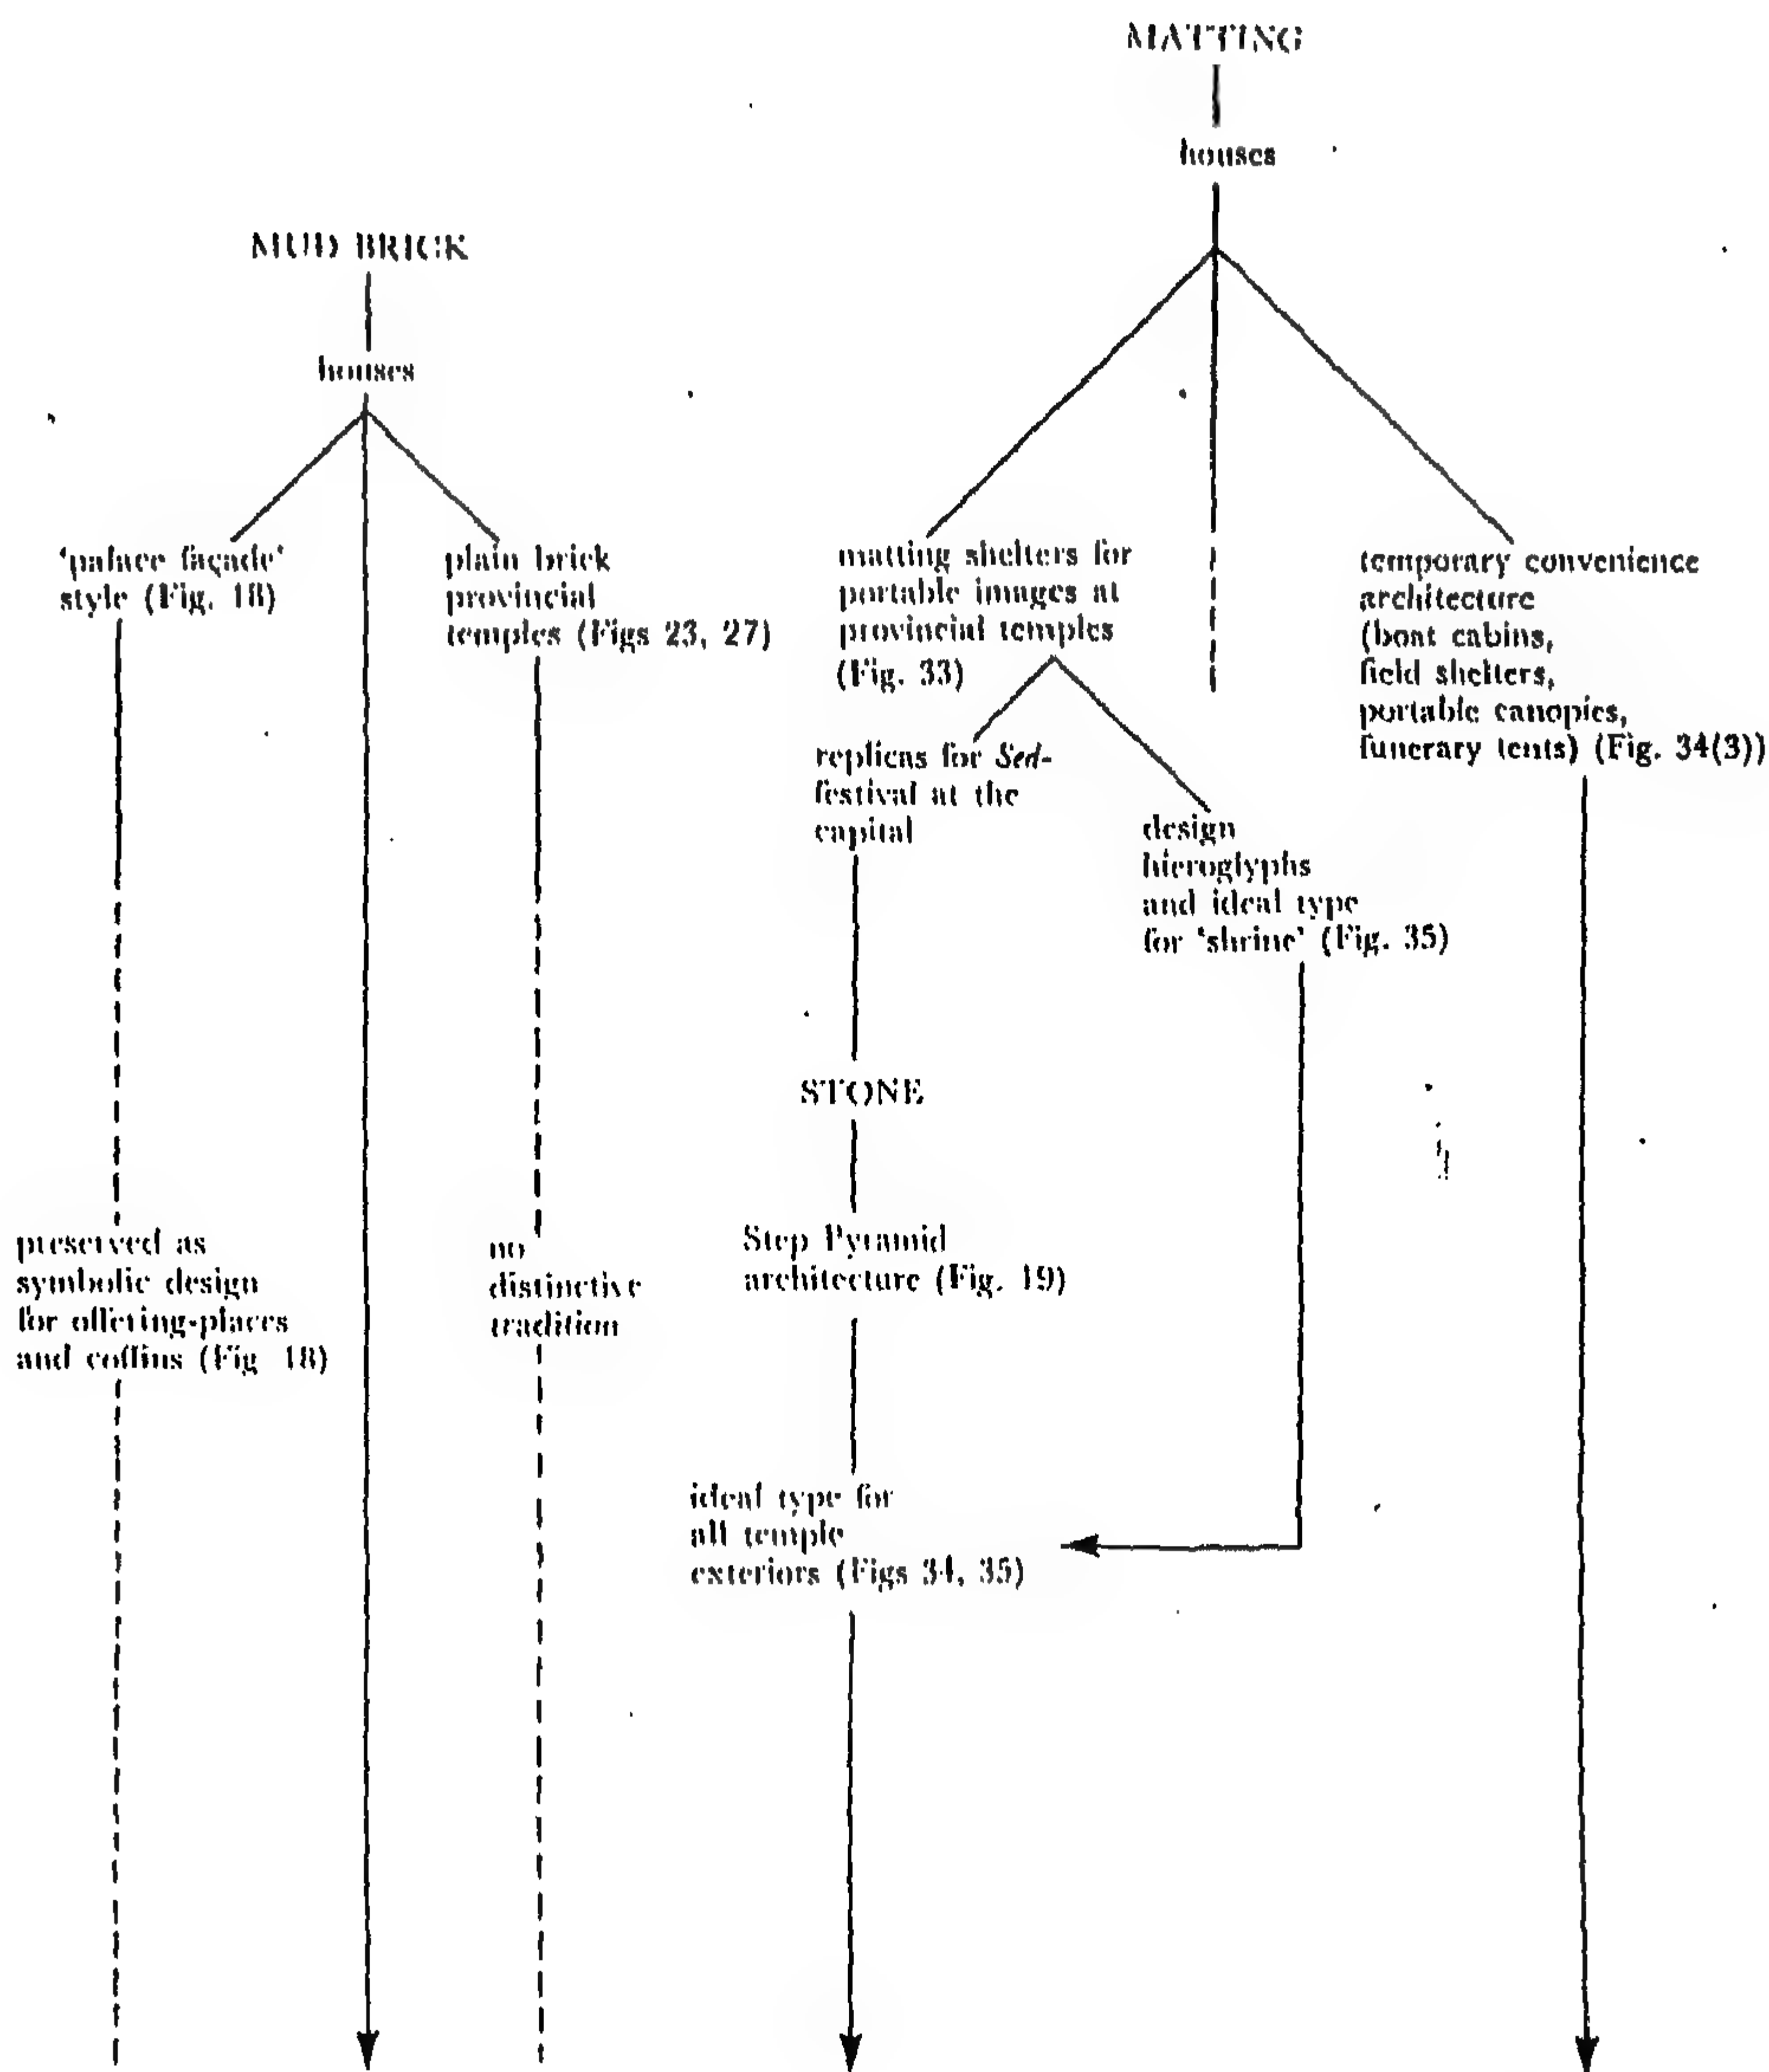 MATTING
houses
MUD BRICK
houses
'palace façade'
style (Fig. 18)
plain brick
provincial
temples (Figs 23, 27)
matting shelters for
portable images at
provincial temples
(Fig. 33)
temporary convenience
architecture
(boat cabins,
field shelters,
portable canopies,
funerary tents) (Fig. 34(3))
replicas for Sed-
festival at the
capital
design
hieroglyphs
and ideal type
for 'shrine' (Fig. 35)
STONE
preserved as
symbolic design
for offering-places
and coffins (Fig 18)
no
distinctive
tradition
Step Pyramid
architecture (Fig. 19)
ideal type for
all temple
exteriors (Figs 34, 35)